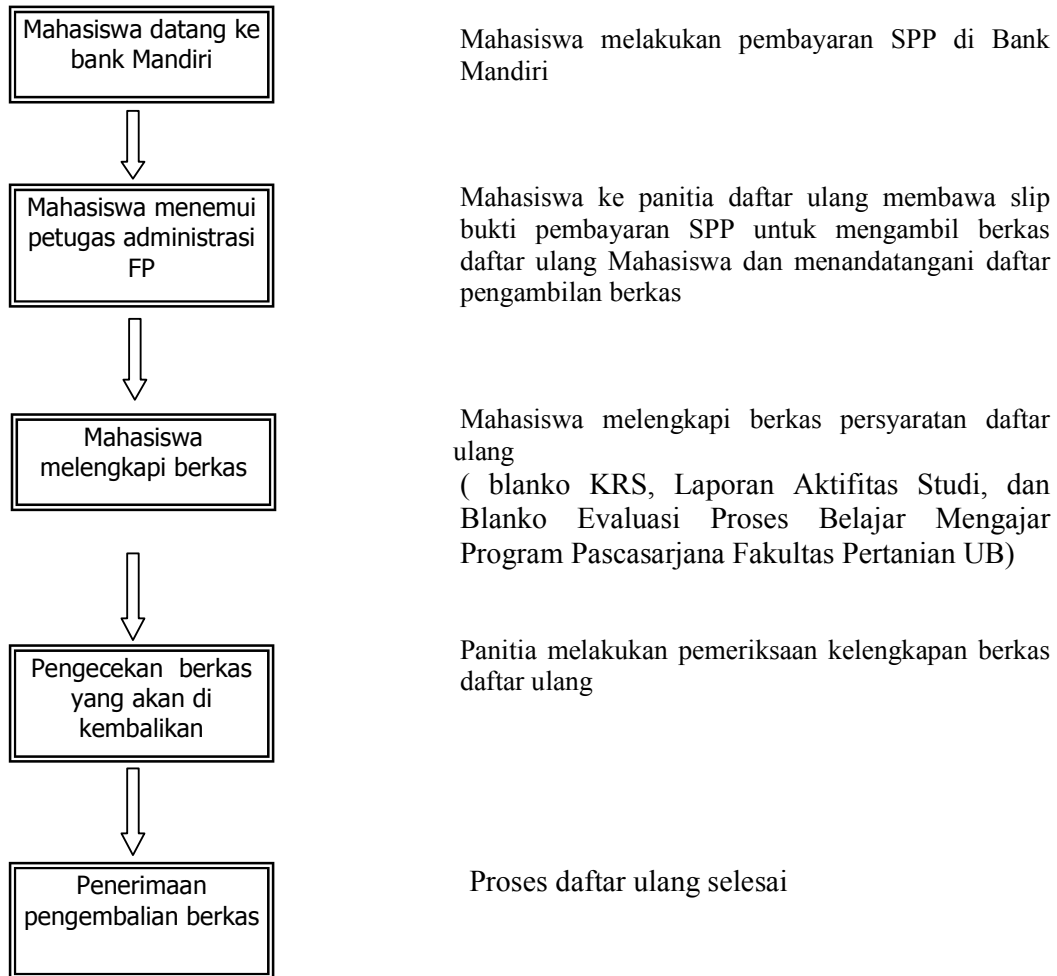 Mahasiswa datang ke
bank Mandiri
Mahasiswa melakukan pembayaran SPP di Bank
Mandiri
Mahasiswa menemui
petugas administrasi
FP
Mahasiswa ke panitia daftar ulang membawa slip
bukti pembayaran SPP untuk mengambil berkas
daftar ulang Mahasiswa dan menandatangani daftar
pengambilan berkas
Mahasiswa
melengkapi berkas
Mahasiswa melengkapi berkas persyaratan daftar
ulang
( blanko KRS, Laporan Aktifitas Studi, dan
Blanko Evaluasi Proses Belajar Mengajar
Program Pascasarjana Fakultas Pertanian UB)
Pengecekan berkas
yang akan di
kembalikan
Panitia melakukan pemeriksaan kelengkapan berkas
daftar ulang
Penerimaan
pengembalian berkas
Proses daftar ulang selesai